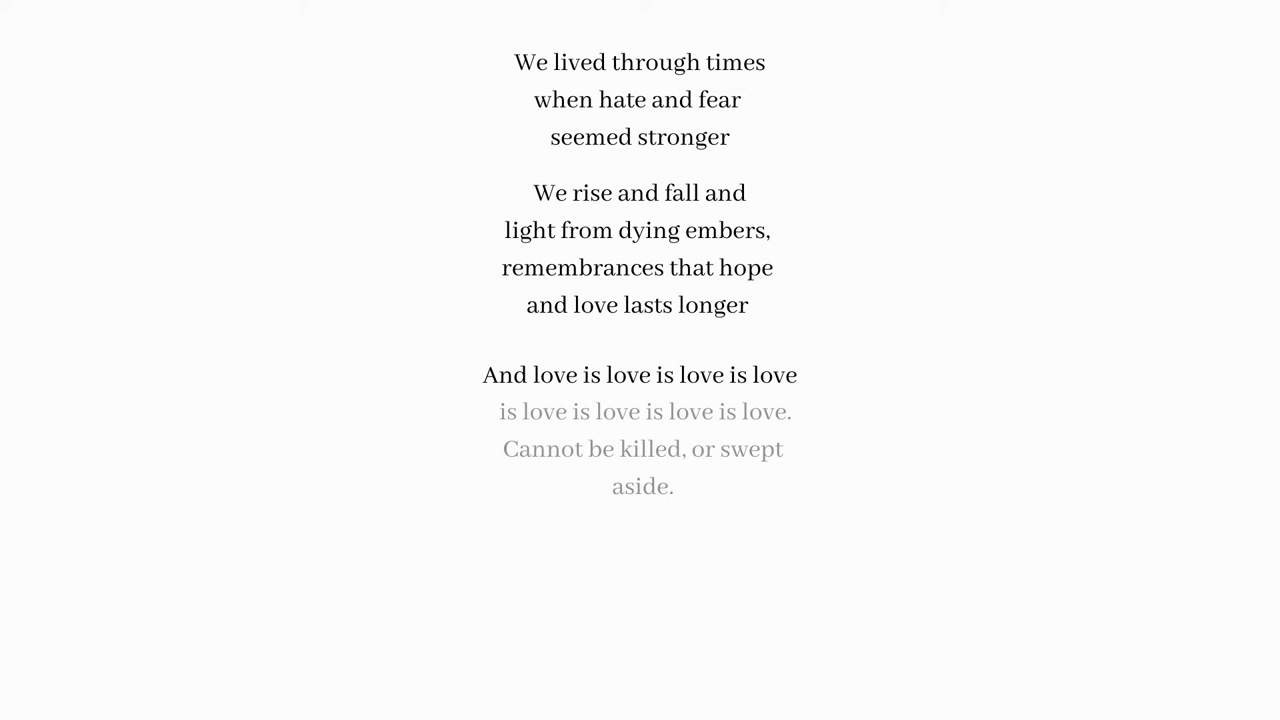 We lived through times
when hate and fear
seemed stronger
We rise and fall and
light from dying embers,
remembrances that hope
and love lasts longer
And love is love is love is love
is love is love is love is love.
Cannot be killed, or swept
aside.